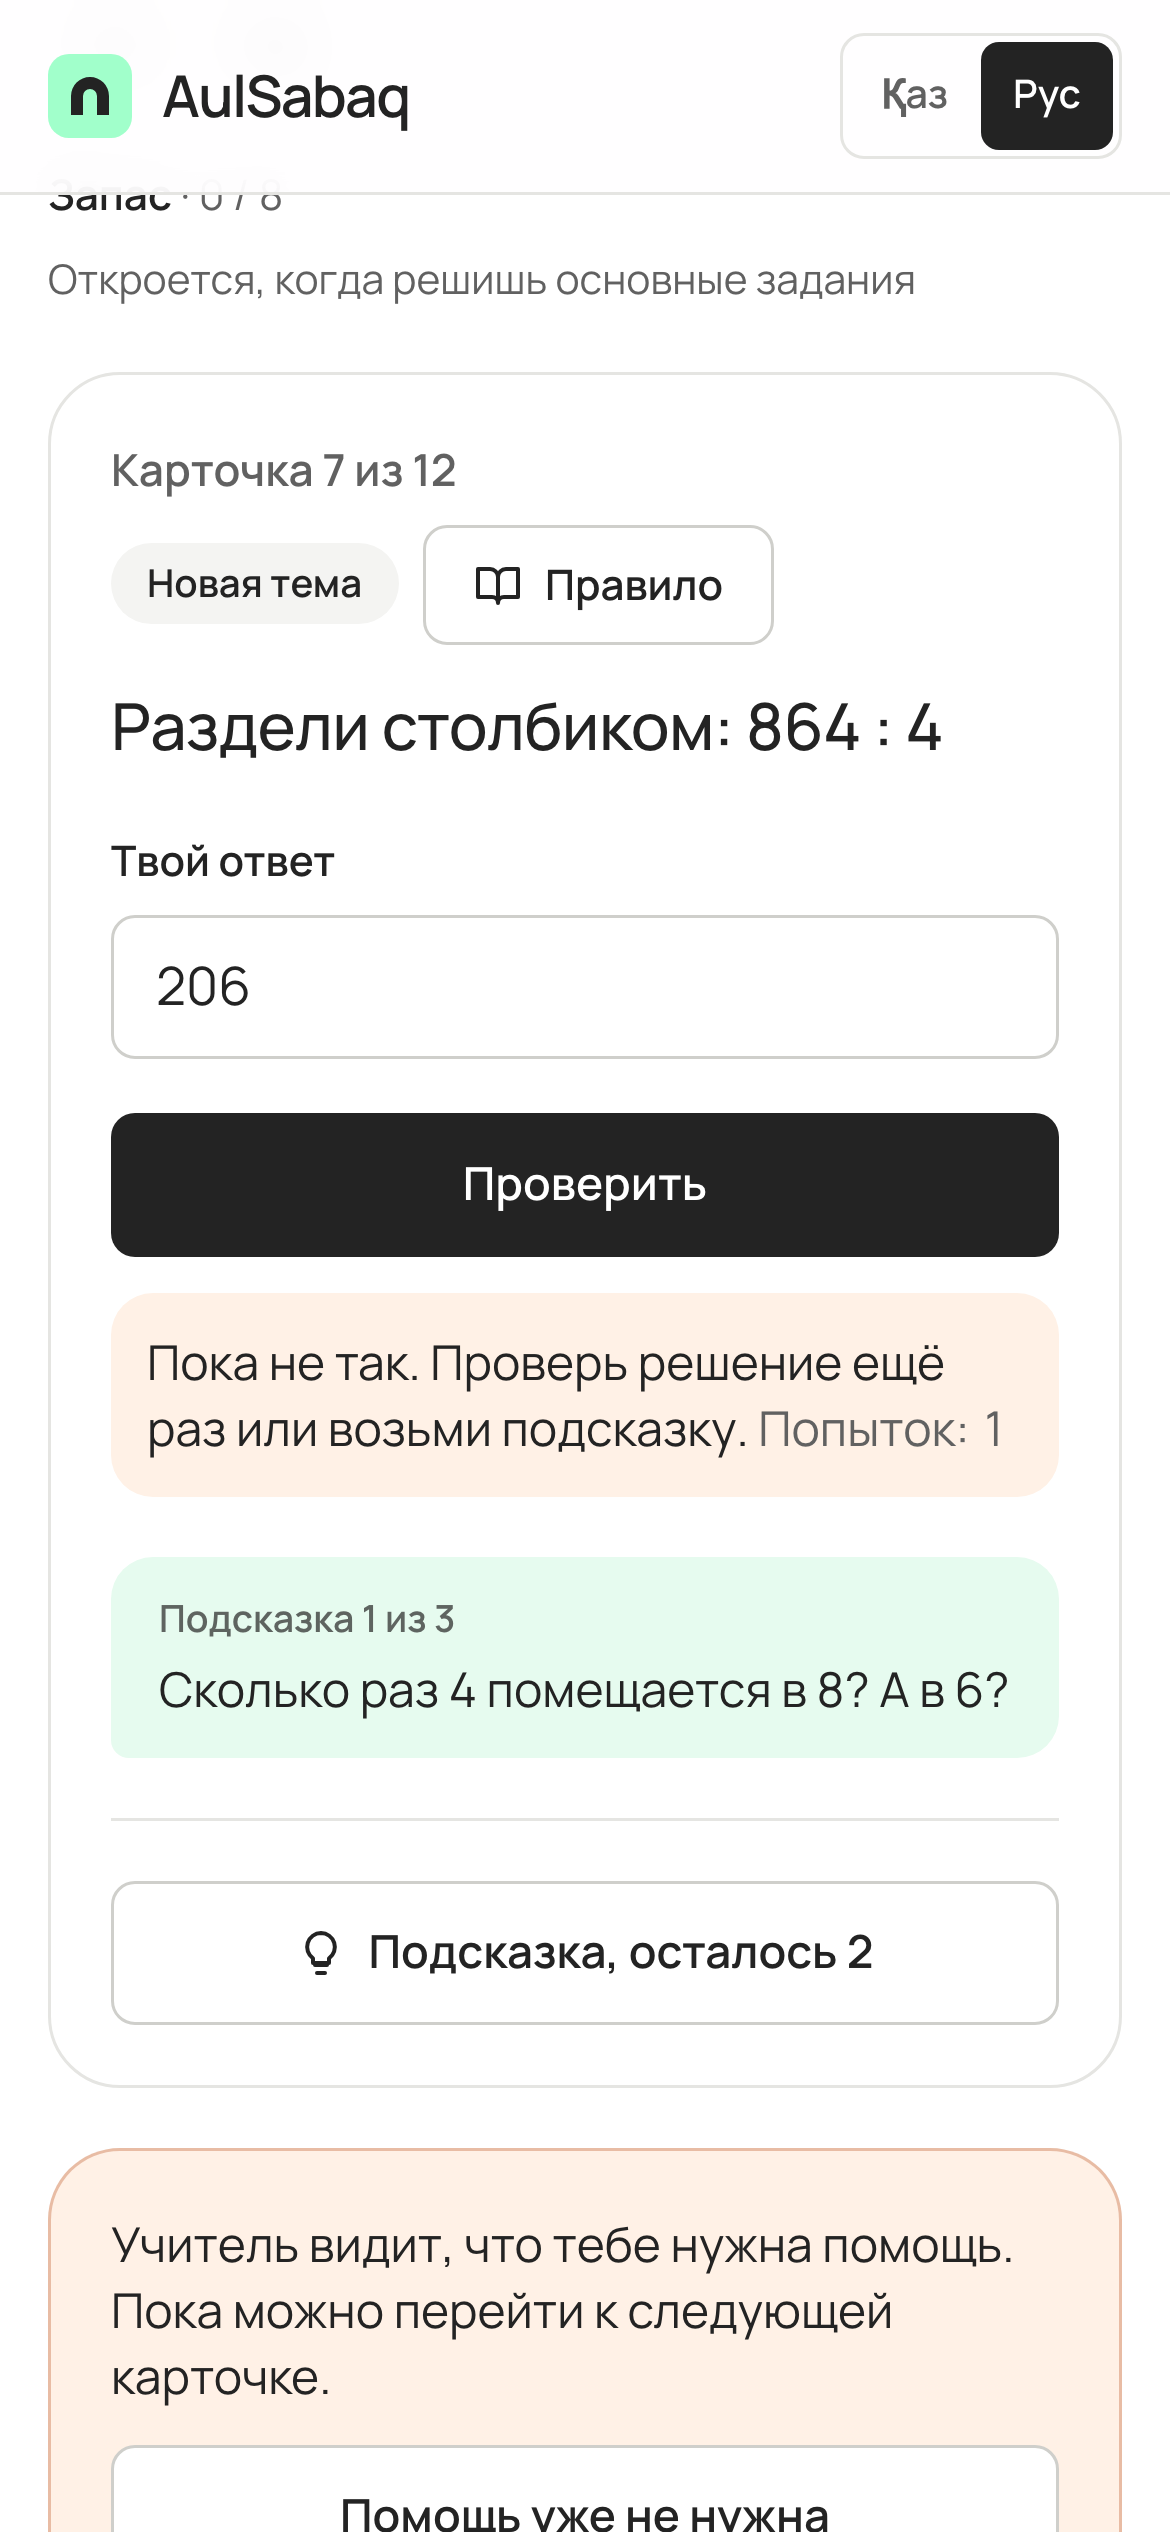 AulSabaq
Қаз
Рус
Запас · 0 / 8
Откроется, когда решишь основные задания
Карточка 7 из 12
Новая тема
Правило
Раздели столбиком: 864 : 4
Твой ответ
206
Проверить
Пока не так. Проверь решение ещё
раз или возьми подсказку. Попыток: 1
Подсказка 1 из 3
Сколько раз 4 помещается в 8? А в 6?
Подсказка, осталось 2
Учитель видит, что тебе нужна помощь.
Пока можно перейти к следующей
карточке.
Помощь уже не нужна